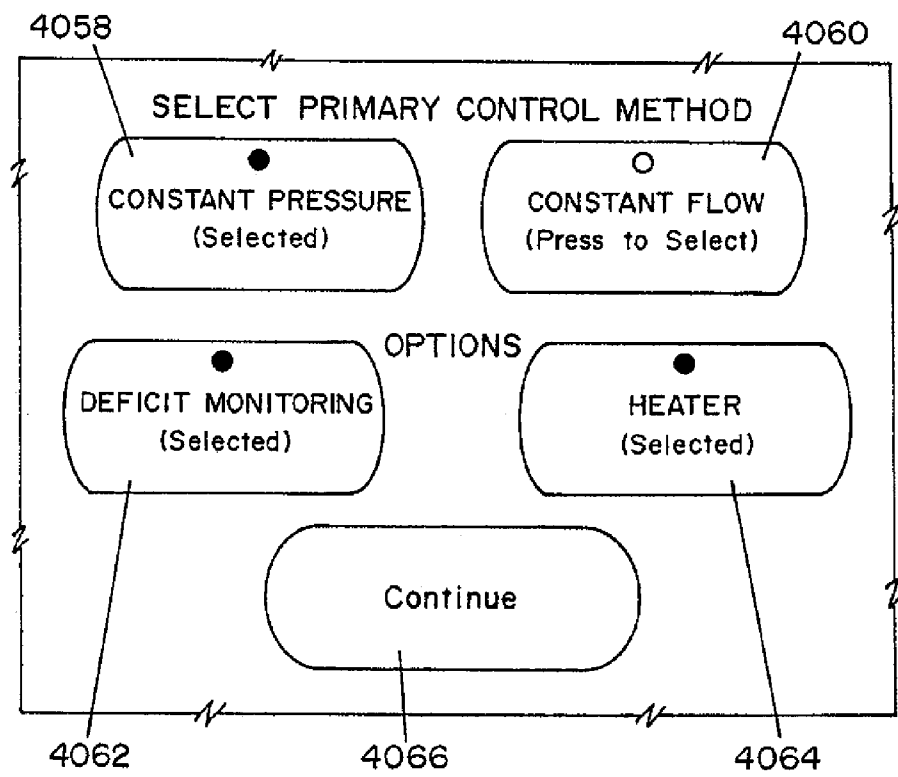 4058
4060
SELECT PRIMARY CONTROL METHOD
CONSTANT PRESSURE
(Selected)
CONSTANT FLOW
(Press to Select)
OPTIONS
DEFICIT MONITORING
(Selected)
HEATER
(Selected)
Continue
4062
4066
4064